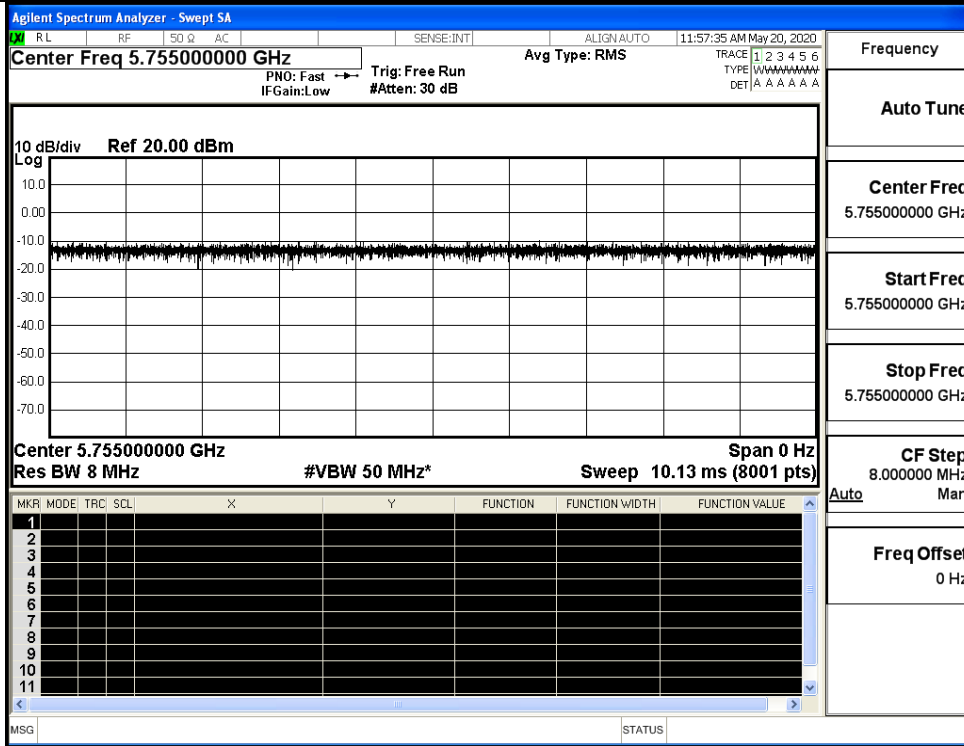 Agilent Spectrum Analyzer - Swept SA
LXI RL RF 50 Ω AC SENSE:INT ALIGN AUTO 11:57:35 AM May 20, 2020
Center Freq 5.755000000 GHz
Avg Type: RMS
TRACE 1 2 3 4 5 6
PNO: Fast
Trig: Free Run
TYPE WWWWWW
IFGain:Low
#Atten: 30 dB
DET A A A A A A
10 dB/div Ref 20.00 dBm
Log
10.0
0.00
-10.0
-20.0
-30.0
-40.0
-50.0
-60.0
-70.0
Center 5.755000000 GHz Span 0 Hz
Res BW 8 MHz #VBW 50 MHz* Sweep 10.13 ms (8001 pts)
MKR MODE TRC SCL X Y FUNCTION FUNCTION WIDTH FUNCTION VALUE
1
2
3
4
5
6
7
8
9
10
11
MSG STATUS
Frequency
Auto Tune
Center Freq
5.755000000 GHz
Start Freq
5.755000000 GHz
Stop Freq
5.755000000 GHz
CF Step
8.000000 MHz
Auto Man
Freq Offset
0 Hz